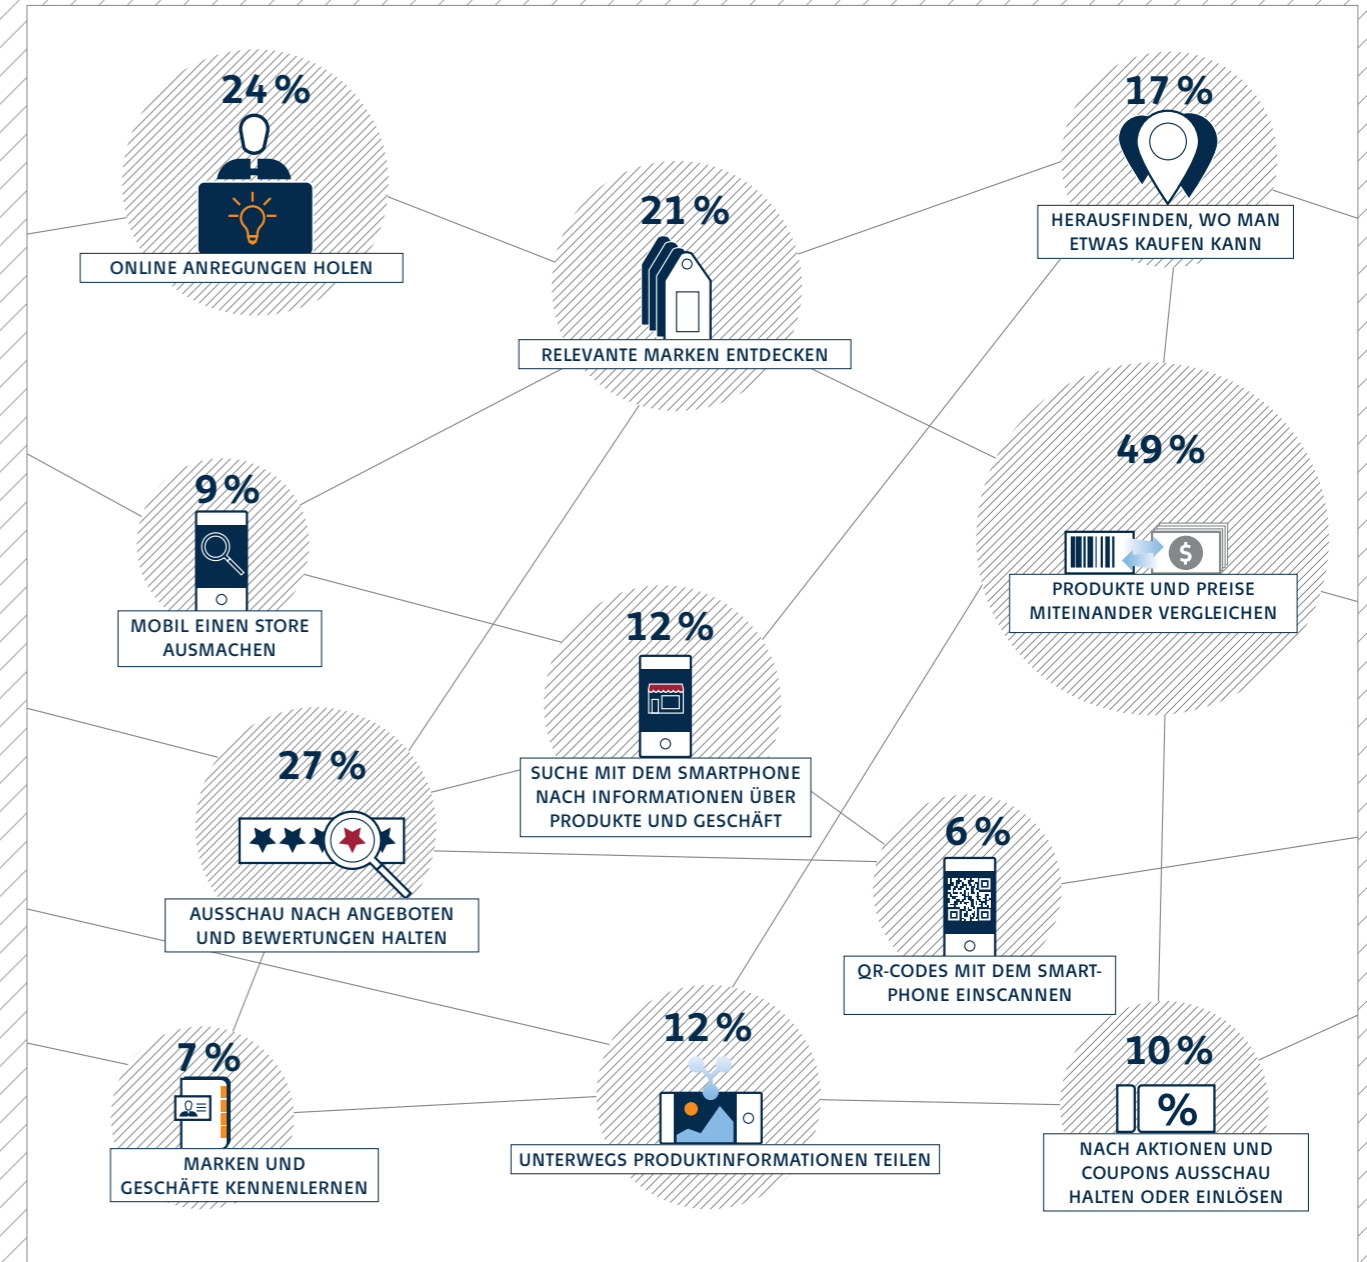 24 %
ONLINE ANREGUNGEN HOLEN
21 %
RELEVANTE MARKEN ENTDECKEN
17 %
HERAUSFINDEN, WO MAN
ETWAS KAUFEN KANN
49 %
$
PRODUKTE UND PREISE
MITEINANDER VERGLEICHEN
9 %
MOBIL EINEN STORE
AUSMACHEN
12 %
SUCHE MIT DEM SMARTPHONE
NACH INFORMATIONEN ÜBER
PRODUKTE UND GESCHÄFT
27 %
AUSSCHAU NACH ANGEBOTEN
UND BEWERTUNGEN HALTEN
6 %
QR-CODES MIT DEM SMART-
PHONE EINSCANNEN
7 %
MARKEN UND
GESCHÄFTE KENNENLERNEN
12 %
UNTERWEGS PRODUKTINFORMATIONEN TEILEN
10 %
%
NACH AKTIONEN UND
COUPONS AUSSCHAU
HALTEN ODER EINLÖSEN